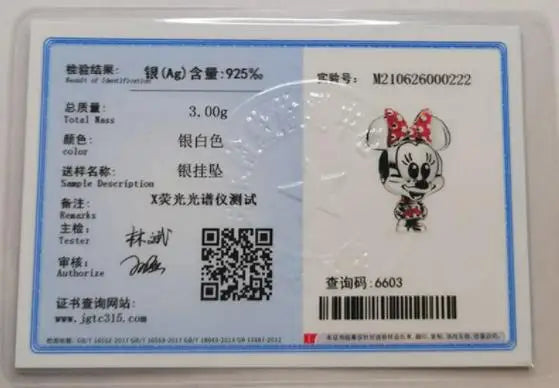 检验结果: 银(Ag)含量:925‰
Result of Identification
实验号: M210626000222
总质量: 3.00g
Total Mass
颜色: 银白色
color
送样名称: 银挂坠
Sample Description
备注: X荧光光谱仪测试
Remarks
主检: 林斌
Tester
审核:
Authorize
查询码:6603
证书查询网站:
www.jgtc315.com